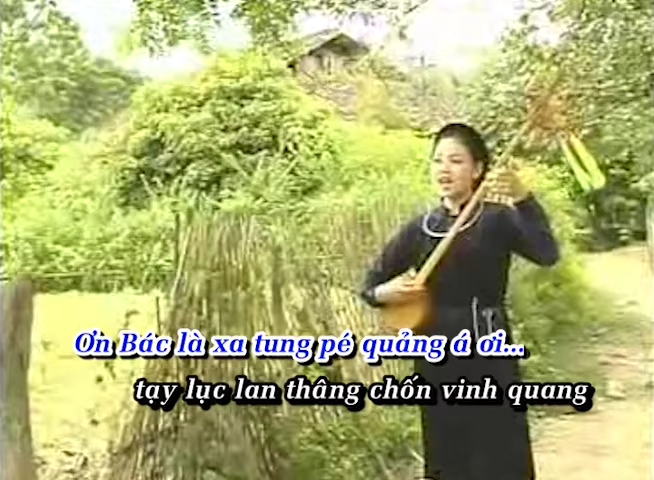 Ơn Bác là xa tung pé quảng á ơi...
tạy lục lan thâng chốn vinh quang